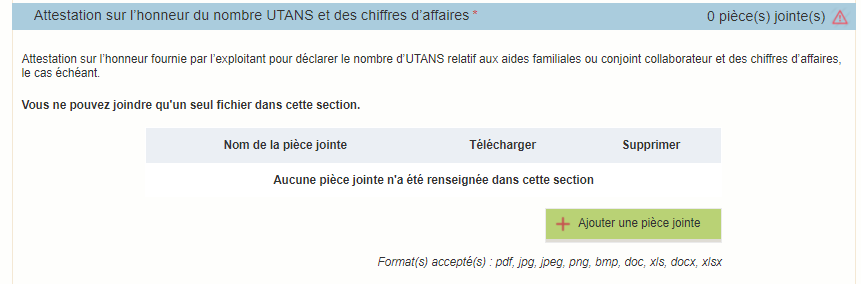 Attestation sur l’honneur du nombre UTANS et des chiffres d’affaires *
0 pièce(s) jointe(s)
Attestation sur l’honneur fournie par l’exploitant pour déclarer le nombre d’UTANS relatif aux aides familiales ou conjoint collaborateur et des chiffres d’affaires,
le cas échéant.
Vous ne pouvez joindre qu'un seul fichier dans cette section.
Nom de la pièce jointe Télécharger Supprimer
Aucune pièce jointe n'a été renseignée dans cette section
Ajouter une pièce jointe
Format(s) accepté(s) : pdf, jpg, jpeg, png, bmp, doc, xls, docx, xlsx